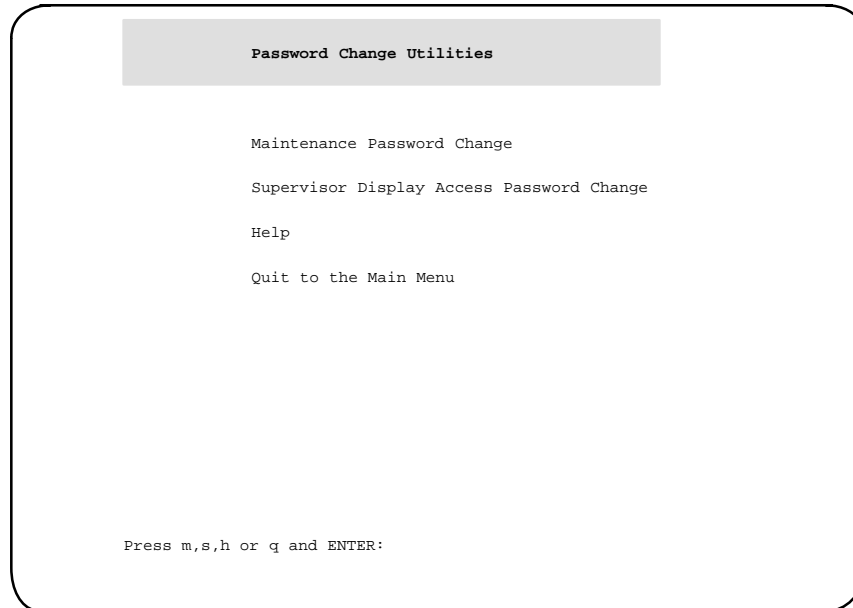 Password Change Utilities
Maintenance Password Change
Supervisor Display Access Password Change
Help
Quit to the Main Menu
Press m,s,h or q and ENTER: